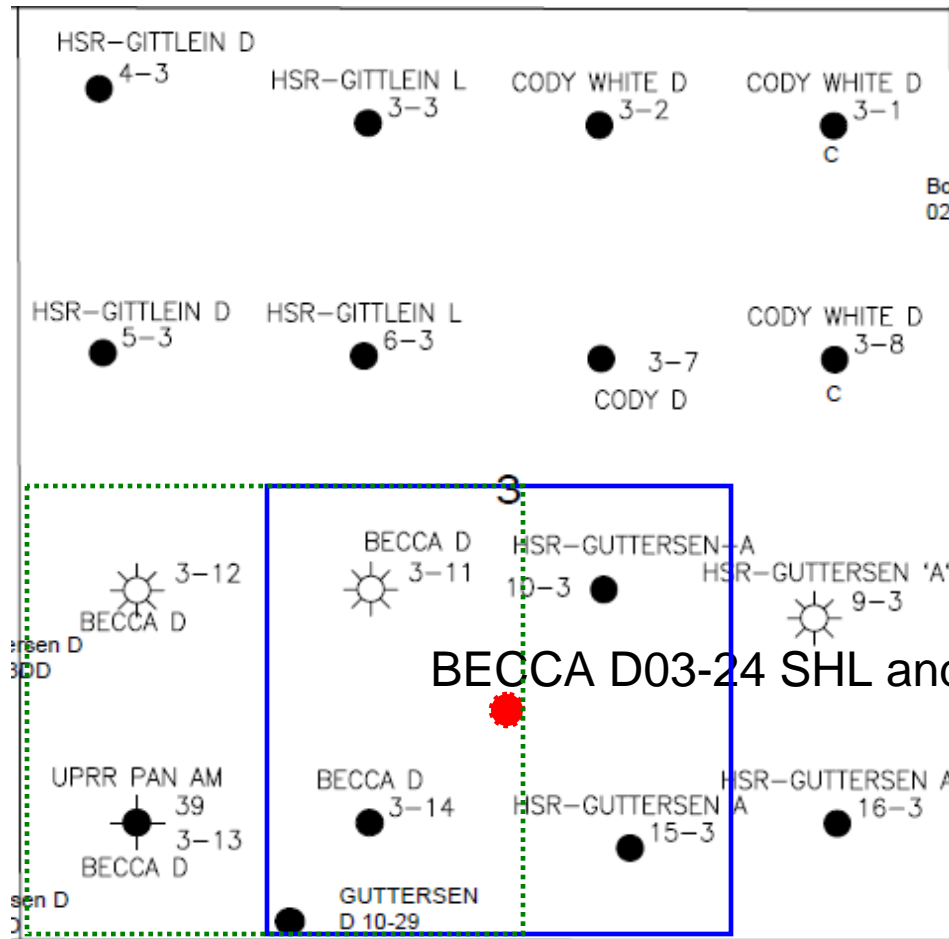 HSR-GITTLEIN D
4-3
HSR-GITTLEIN L
3-3
CODY WHITE D
3-2
CODY WHITE D
3-1
C
02
HSR-GITTLEIN D
5-3
HSR-GITTLEIN L
6-3
3-7
CODY D
CODY WHITE D
3-8
C
3
3-12
BECCA D
BECCA D
3-11
HSR-GUTTERSEN-A
10-3
HSR-GUTTERSEN 'A'
9-3
D
BECCA D03-24 SHL and
UPRR PAN AM
39
3-13
BECCA D
BECCA D
3-14
HSR-GUTTERSEN A
15-3
HSR-GUTTERSEN A
16-3
D
GUTTERSEN
D 10-29